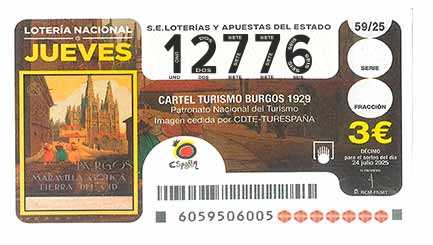 LOTERÍA NACIONAL
JUEVES
S.E. LOTERÍAS Y APUESTAS DEL ESTADO
59/25
12776
UNO DOS SIETE SIETE SEIS
SERIE
FRACCIÓN
CARTEL TURISMO BURGOS 1929
Patronato Nacional del Turismo
Imagen cedida por CDTE-TURESPAÑA
3€
DÉCIMO
para el sorteo del día
24 julio 2025
BURGOS
MARAVILLA GÓTICA
TIERRA DEL CID
España
6059506005